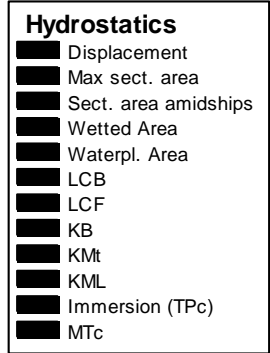 Hydrostatics
Displacement
Max sect. area
Sect. area amidships
Wetted Area
Waterpl. Area
LCB
LCF
KB
KMt
KML
Immersion (TPc)
MTc